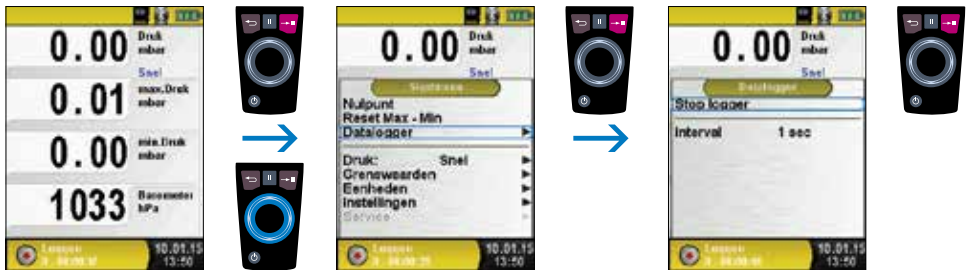 0.00 Druk
mbar
Snel
0.01 max.Druk
mbar
0.00 min.Druk
mbar
1033 Barometer
hPa
Loggen
10.01.15
13:50
0.00 Druk
mbar
Snel
Nulpunt
Reset Max - Min
Datalogger
Druk: Snel
Grenswaarden
Eenheden
Instellingen
Service
Loggen
10.01.15
13:50
0.00 Druk
mbar
Snel
Datalogger
Stop logger
Interval 1 sec
Loggen
10.01.15
13:50